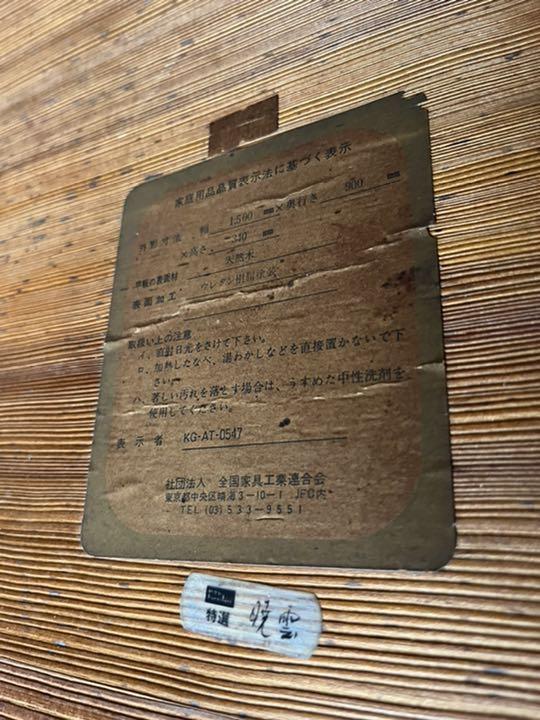 家庭用品品質表示法に基づく表示
外形寸法 幅 1,500 mm×奥行き 900 mm
×高さ 340 mm
甲板の表面材 天然木
表面加工 ウレタン樹脂塗装
取扱い上の注意
イ、直射日光をさけて下さい。
ロ、加熱したなべ、湯わかしなどを直接置かないで下
さい。
ハ、著しい汚れを落とす場合は、うすめた中性洗剤を
使用してください。
表示者 KG-AT-0547
社団法人 全国家具工業連合会
東京都中央区晴海3-10-1 JFC内
TEL (03) 533-9551
特選 暁雲